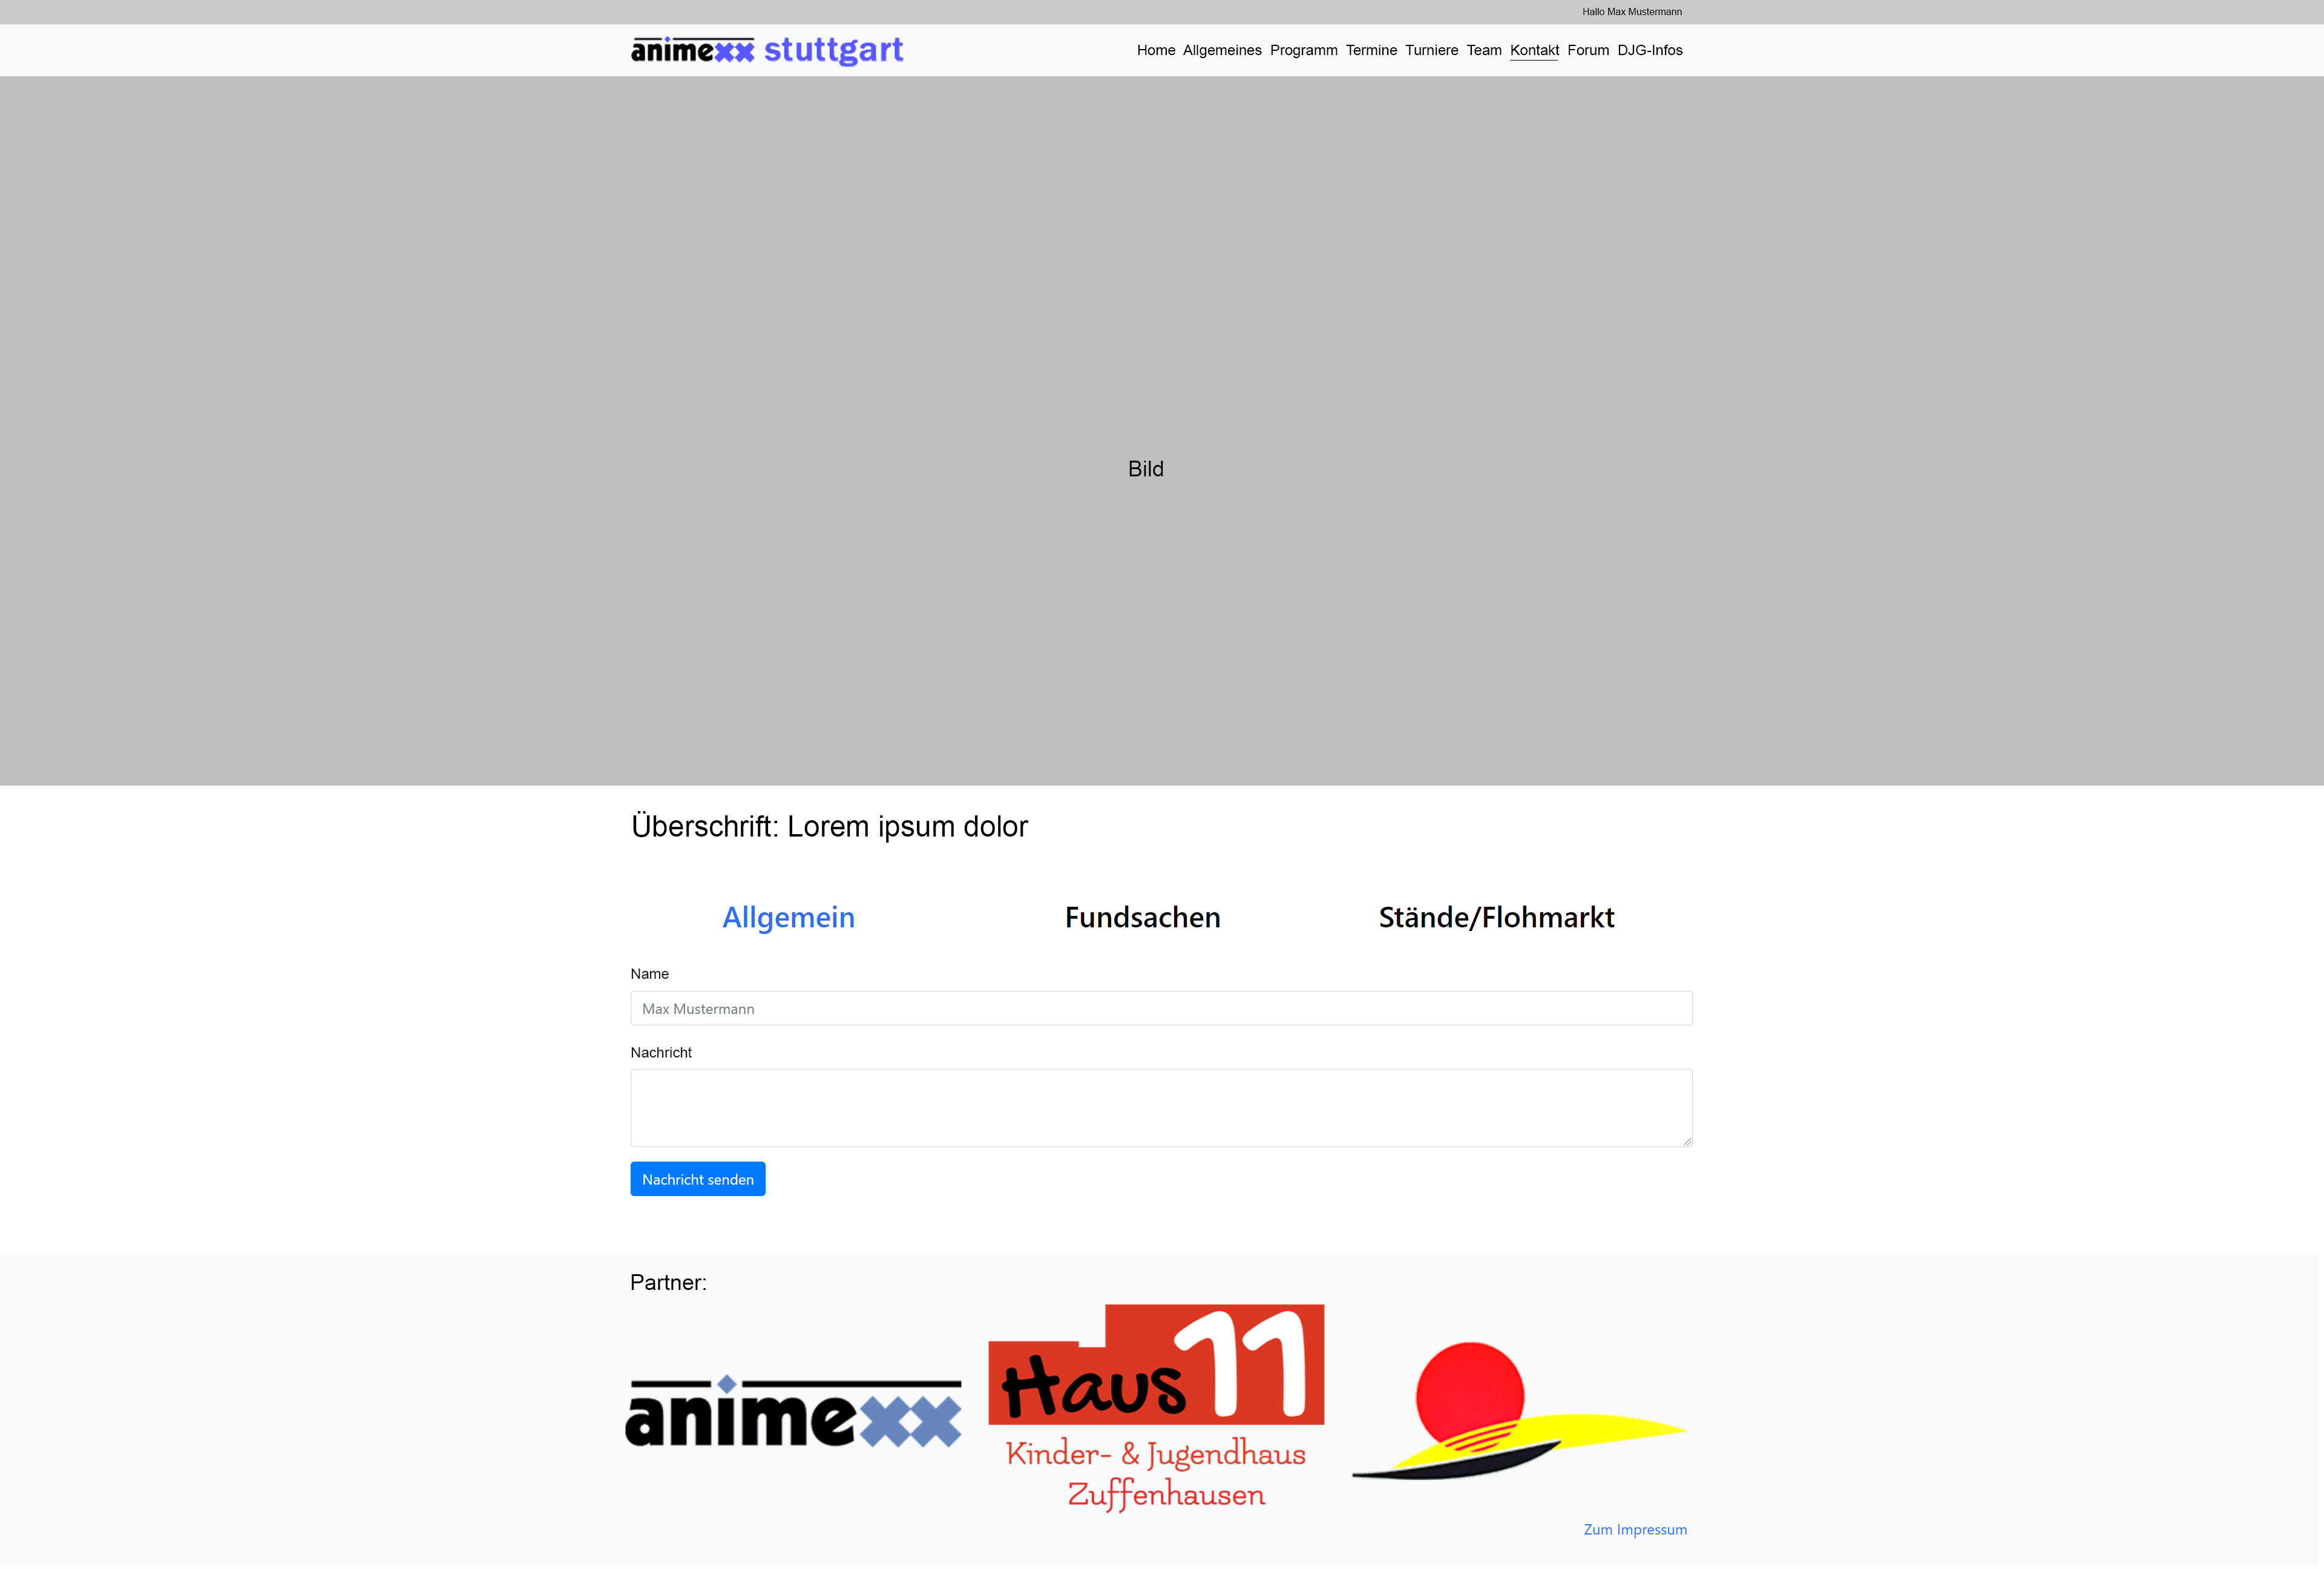 Hallo Max Mustermann
animexx stuttgart
Home Allgemeines Programm Termine Turniere Team Kontakt Forum DJG-Infos
Bild
Überschrift: Lorem ipsum dolor
Allgemein Fundsachen Stände/Flohmarkt
Name
Max Mustermann
Nachricht
Nachricht senden
Partner:
animexx
Haus 11
Kinder- & Jugendhaus
Zuffenhausen
Zum Impressum